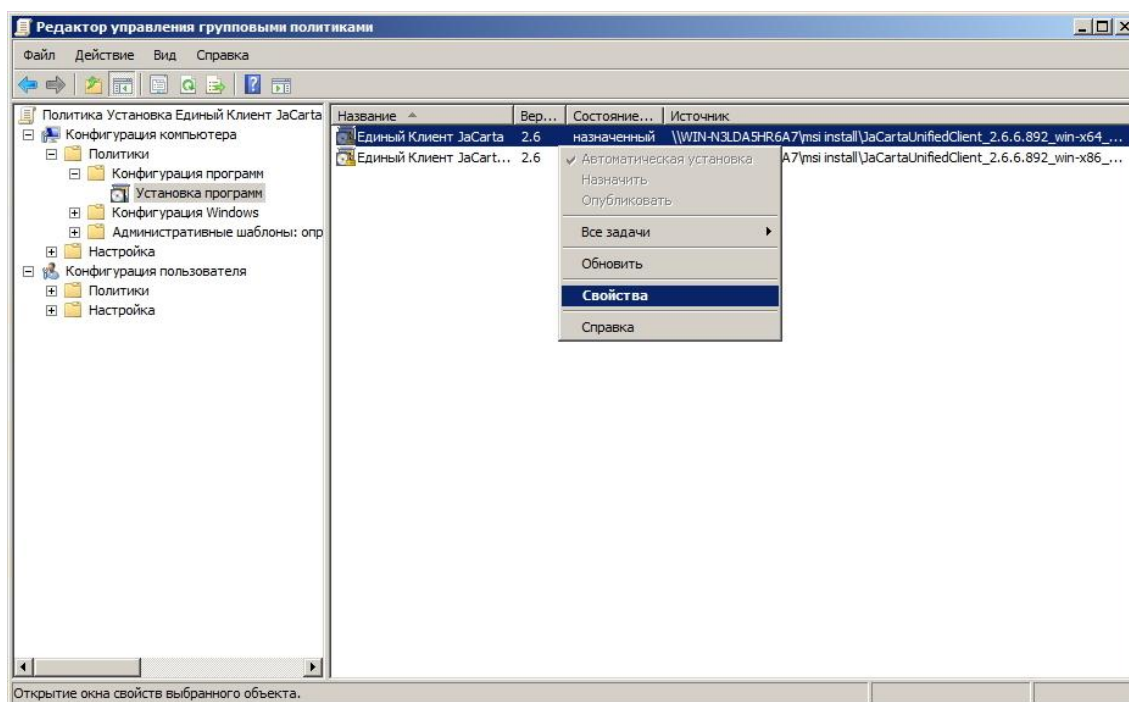 Редактор управления групповыми политиками
Файл Действие Вид Справка
Политика Установка Единый Клиент JaCarta
Конфигурация компьютера
Политики
Конфигурация программ
Установка программ
Конфигурация Windows
Административные шаблоны: опр
Настройка
Конфигурация пользователя
Политики
Настройка
Название Вер... Состояние... Источник
Единый Клиент JaCarta 2.6 назначенный \\WIN-N3LDA5HR6A7\msi install\JaCartaUnifiedClient_2.6.6.892_win-x64_...
Единый Клиент JaCart... 2.6 A7\msi install\JaCartaUnifiedClient_2.6.6.892_win-x86_...
Автоматическая установка
Назначить
Опубликовать
Все задачи
Обновить
Свойства
Справка
Открытие окна свойств выбранного объекта.